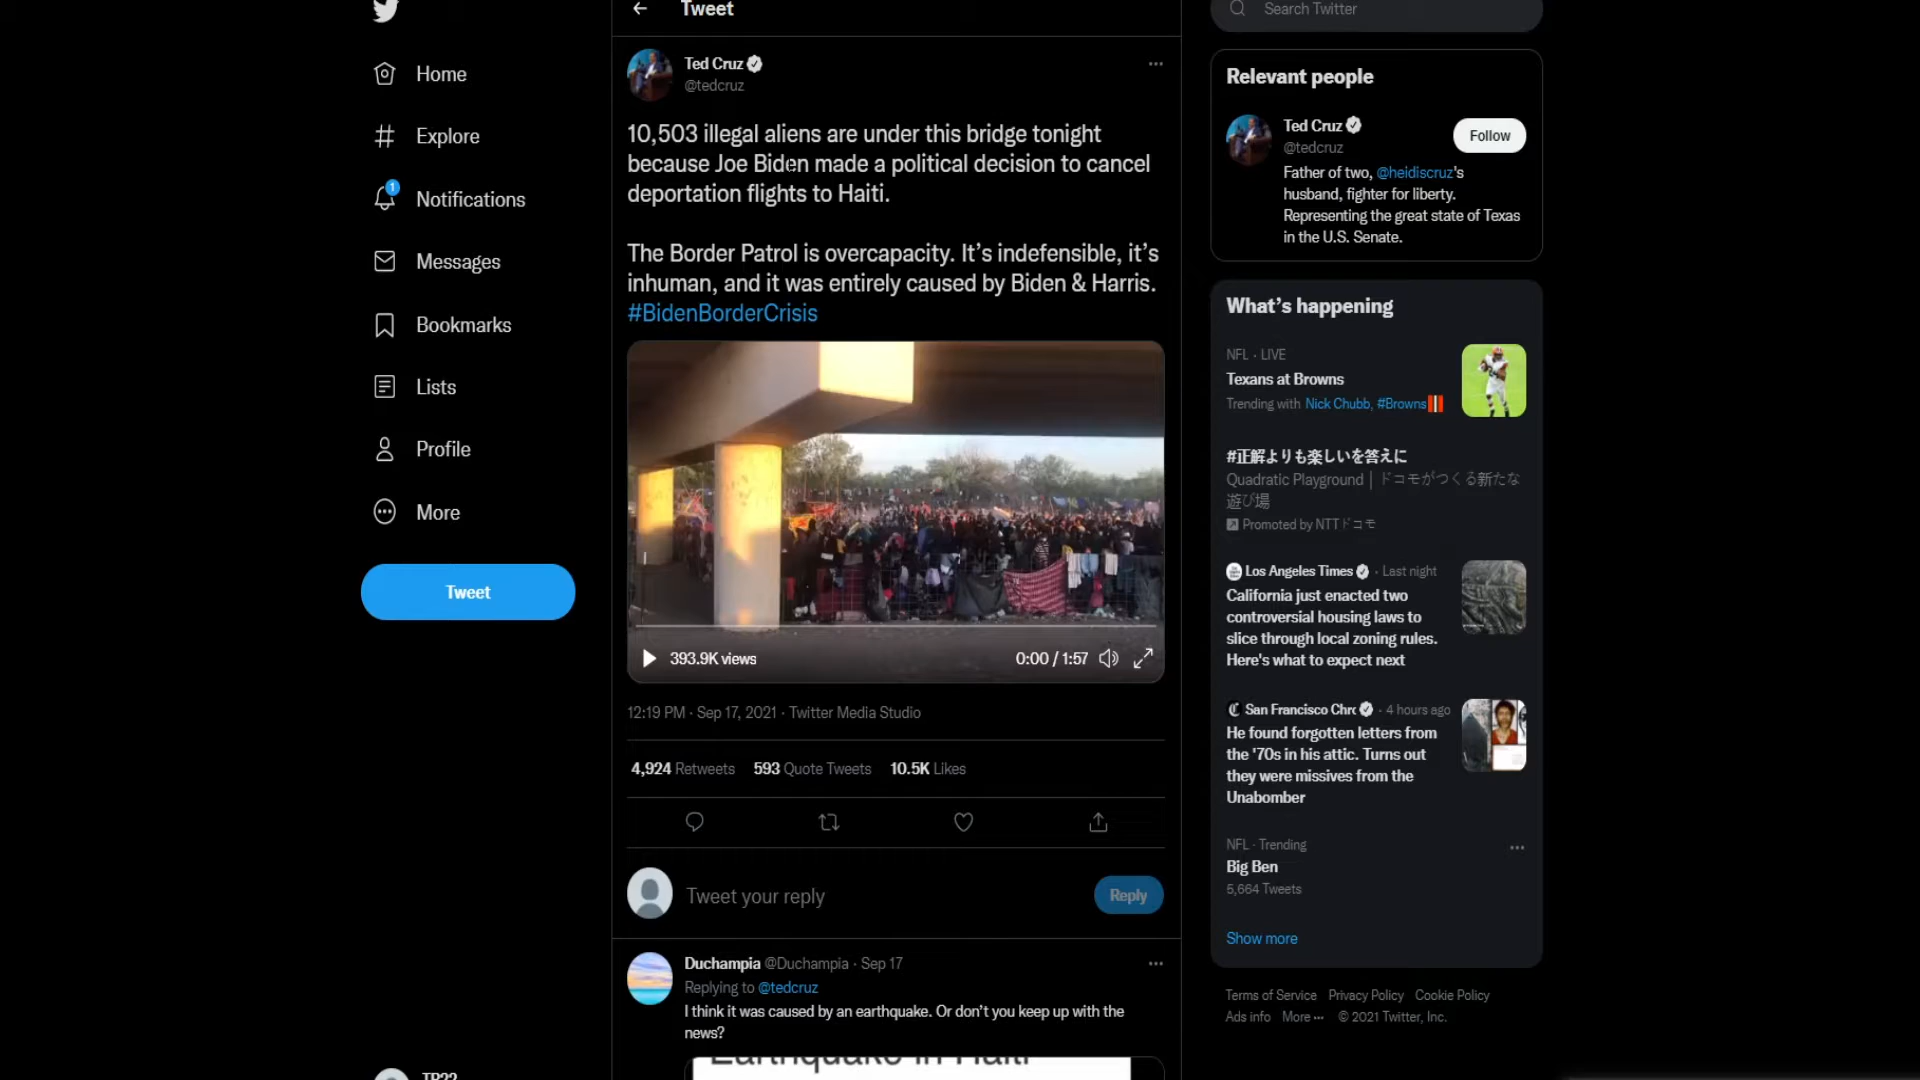 Home
Explore
1
Notifications
Messages
Bookmarks
Lists
Profile
More
Tweet
Tweet
Ted Cruz
@tedcruz
10,503 illegal aliens are under this bridge tonight
because Joe Biden made a political decision to cancel
deportation flights to Haiti.
The Border Patrol is overcapacity. It’s indefensible, it’s
inhuman, and it was entirely caused by Biden & Harris.
#BidenBorderCrisis
393.9K views
0:00 / 1:57
12:19 PM · Sep 17, 2021 · Twitter Media Studio
4,924 Retweets 593 Quote Tweets 10.5K Likes
Tweet your reply
Reply
Duchampia @Duchampia · Sep 17
Replying to @tedcruz
I think it was caused by an earthquake. Or don’t you keep up with the
news?
Earthquake in Haiti
Search Twitter
Relevant people
Ted Cruz
@tedcruz
Follow
Father of two, @heidiscruz's
husband, fighter for liberty.
Representing the great state of Texas
in the U.S. Senate.
What’s happening
NFL · LIVE
Texans at Browns
Trending with Nick Chubb, #Browns
#正解よりも楽しいを答えに
Quadratic Playground｜ドコモがつくる新たな
遊び場
Promoted by NTTドコモ
Los Angeles Times · Last night
California just enacted two
controversial housing laws to
slice through local zoning rules.
Here's what to expect next
San Francisco Chrc · 4 hours ago
He found forgotten letters from
the '70s in his attic. Turns out
they were missives from the
Unabomber
NFL · Trending
Big Ben
5,664 Tweets
Show more
Terms of Service Privacy Policy Cookie Policy
Ads info More ··· © 2021 Twitter, Inc.
TP22